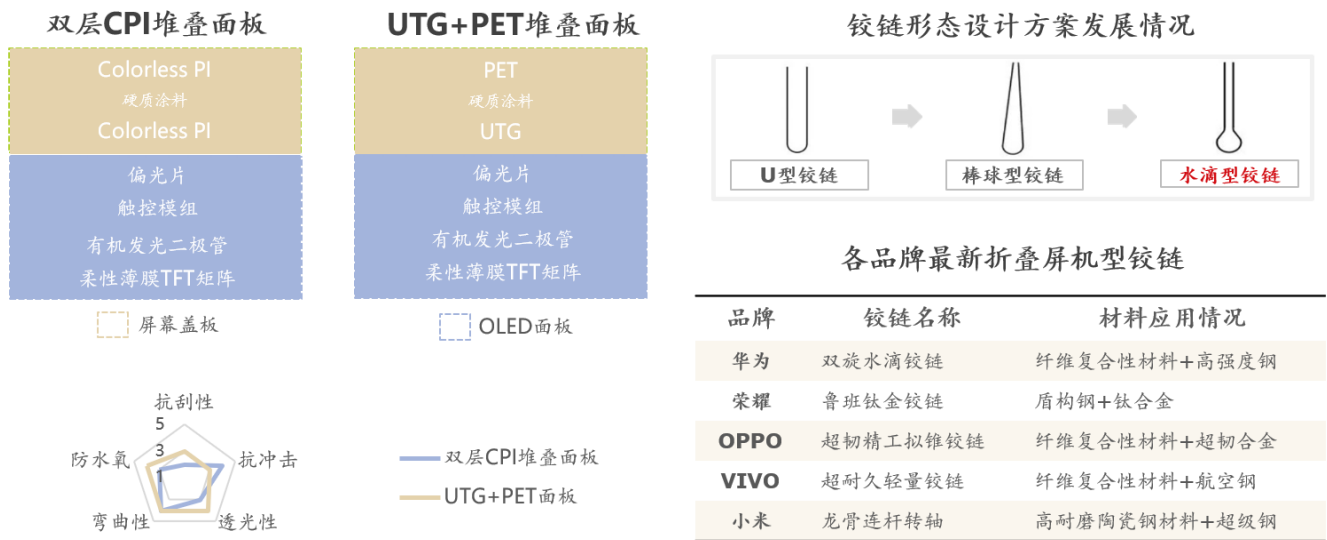 双层CPI堆叠面板
Colorless PI
硬质涂料
Colorless PI
偏光片
触控模组
有机发光二极管
柔性薄膜TFT矩阵
屏幕盖板
UTG+PET堆叠面板
PET
硬质涂料
UTG
偏光片
触控模组
有机发光二极管
柔性薄膜TFT矩阵
OLED面板
抗刮性
5
3
1
防水氧
抗冲击
弯曲性
透光性
双层CPI堆叠面板
UTG+PET面板
铰链形态设计方案发展情况
U型铰链
棒球型铰链
水滴型铰链
各品牌最新折叠屏机型铰链
品牌 铰链名称 材料应用情况
华为 双旋水滴铰链 纤维复合性材料+高强度钢
荣耀 鲁班钛金铰链 盾构钢+钛合金
OPPO 超韧精工拟锥铰链 纤维复合性材料+超韧合金
VIVO 超耐久轻量铰链 纤维复合性材料+航空钢
小米 龙骨连杆转轴 高耐磨陶瓷钢材料+超级钢